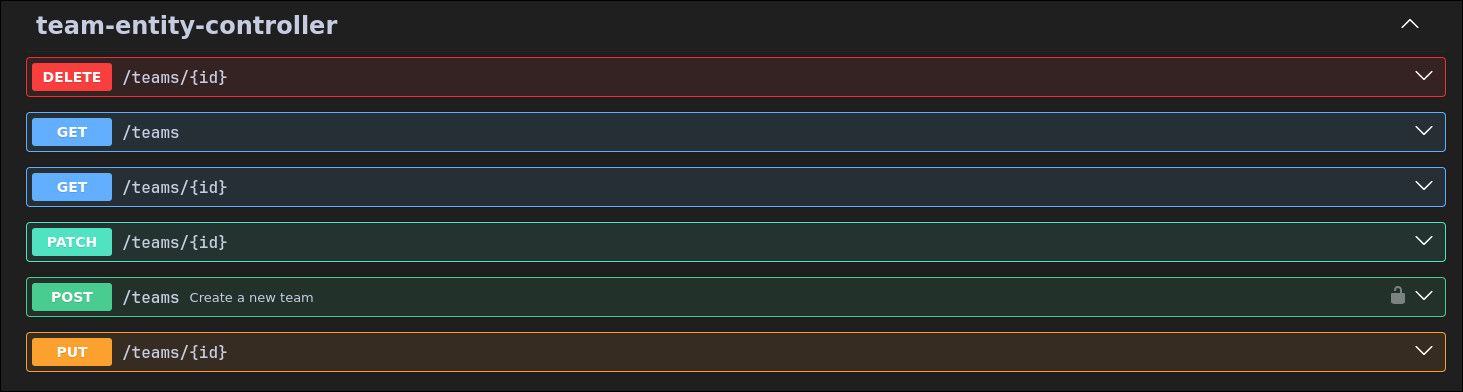 team-entity-controller
DELETE /teams/{id}
GET /teams
GET /teams/{id}
PATCH /teams/{id}
POST /teams Create a new team
PUT /teams/{id}